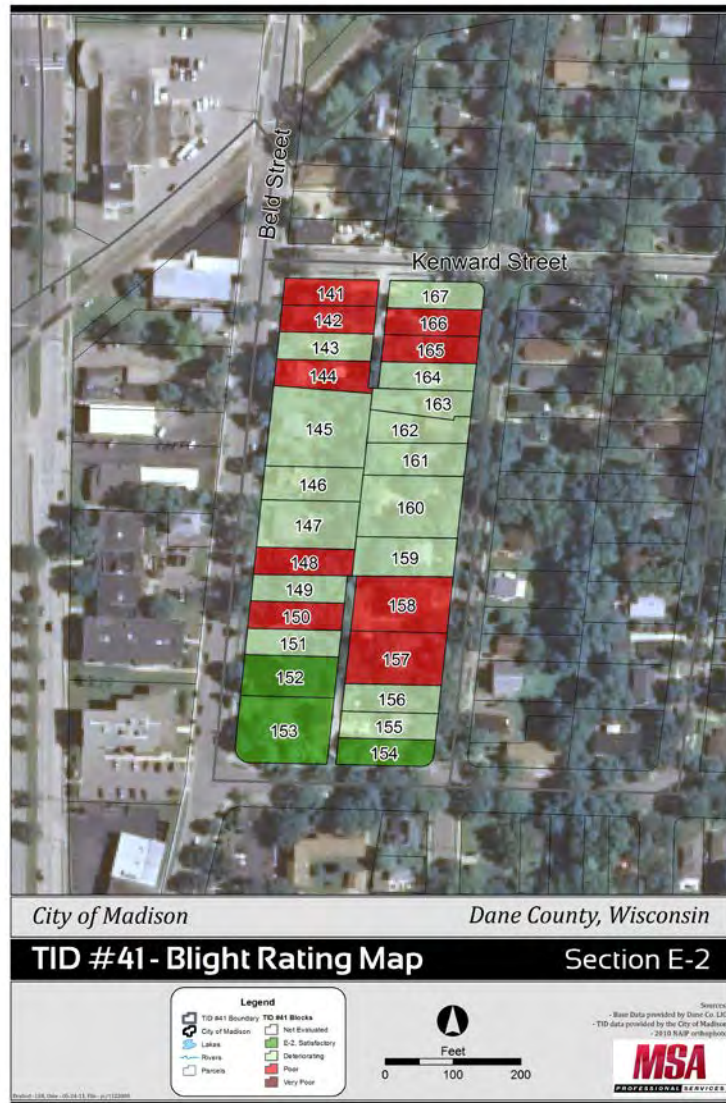 Beld Street
Kenward Street
141
167
142
166
143
165
144
164
163
145
162
161
146
160
147
159
148
149
158
150
151
157
152
156
153
155
154
City of Madison
Dane County, Wisconsin
TID #41 - Blight Rating Map
Section E-2
Legend
TID #41 Boundary
City of Madison
Lakes
Rivers
Parcels
TID #41 Blocks
Not Evaluated
E-2, Satisfactory
Deteriorating
Poor
Very Poor
Feet
0 100 200
Sources:
- Base Data provided by Dane Co. LIO
- TID data provided by the City of Madison
- 2010 NAIP orthophoto
MSA
PROFESSIONAL SERVICES